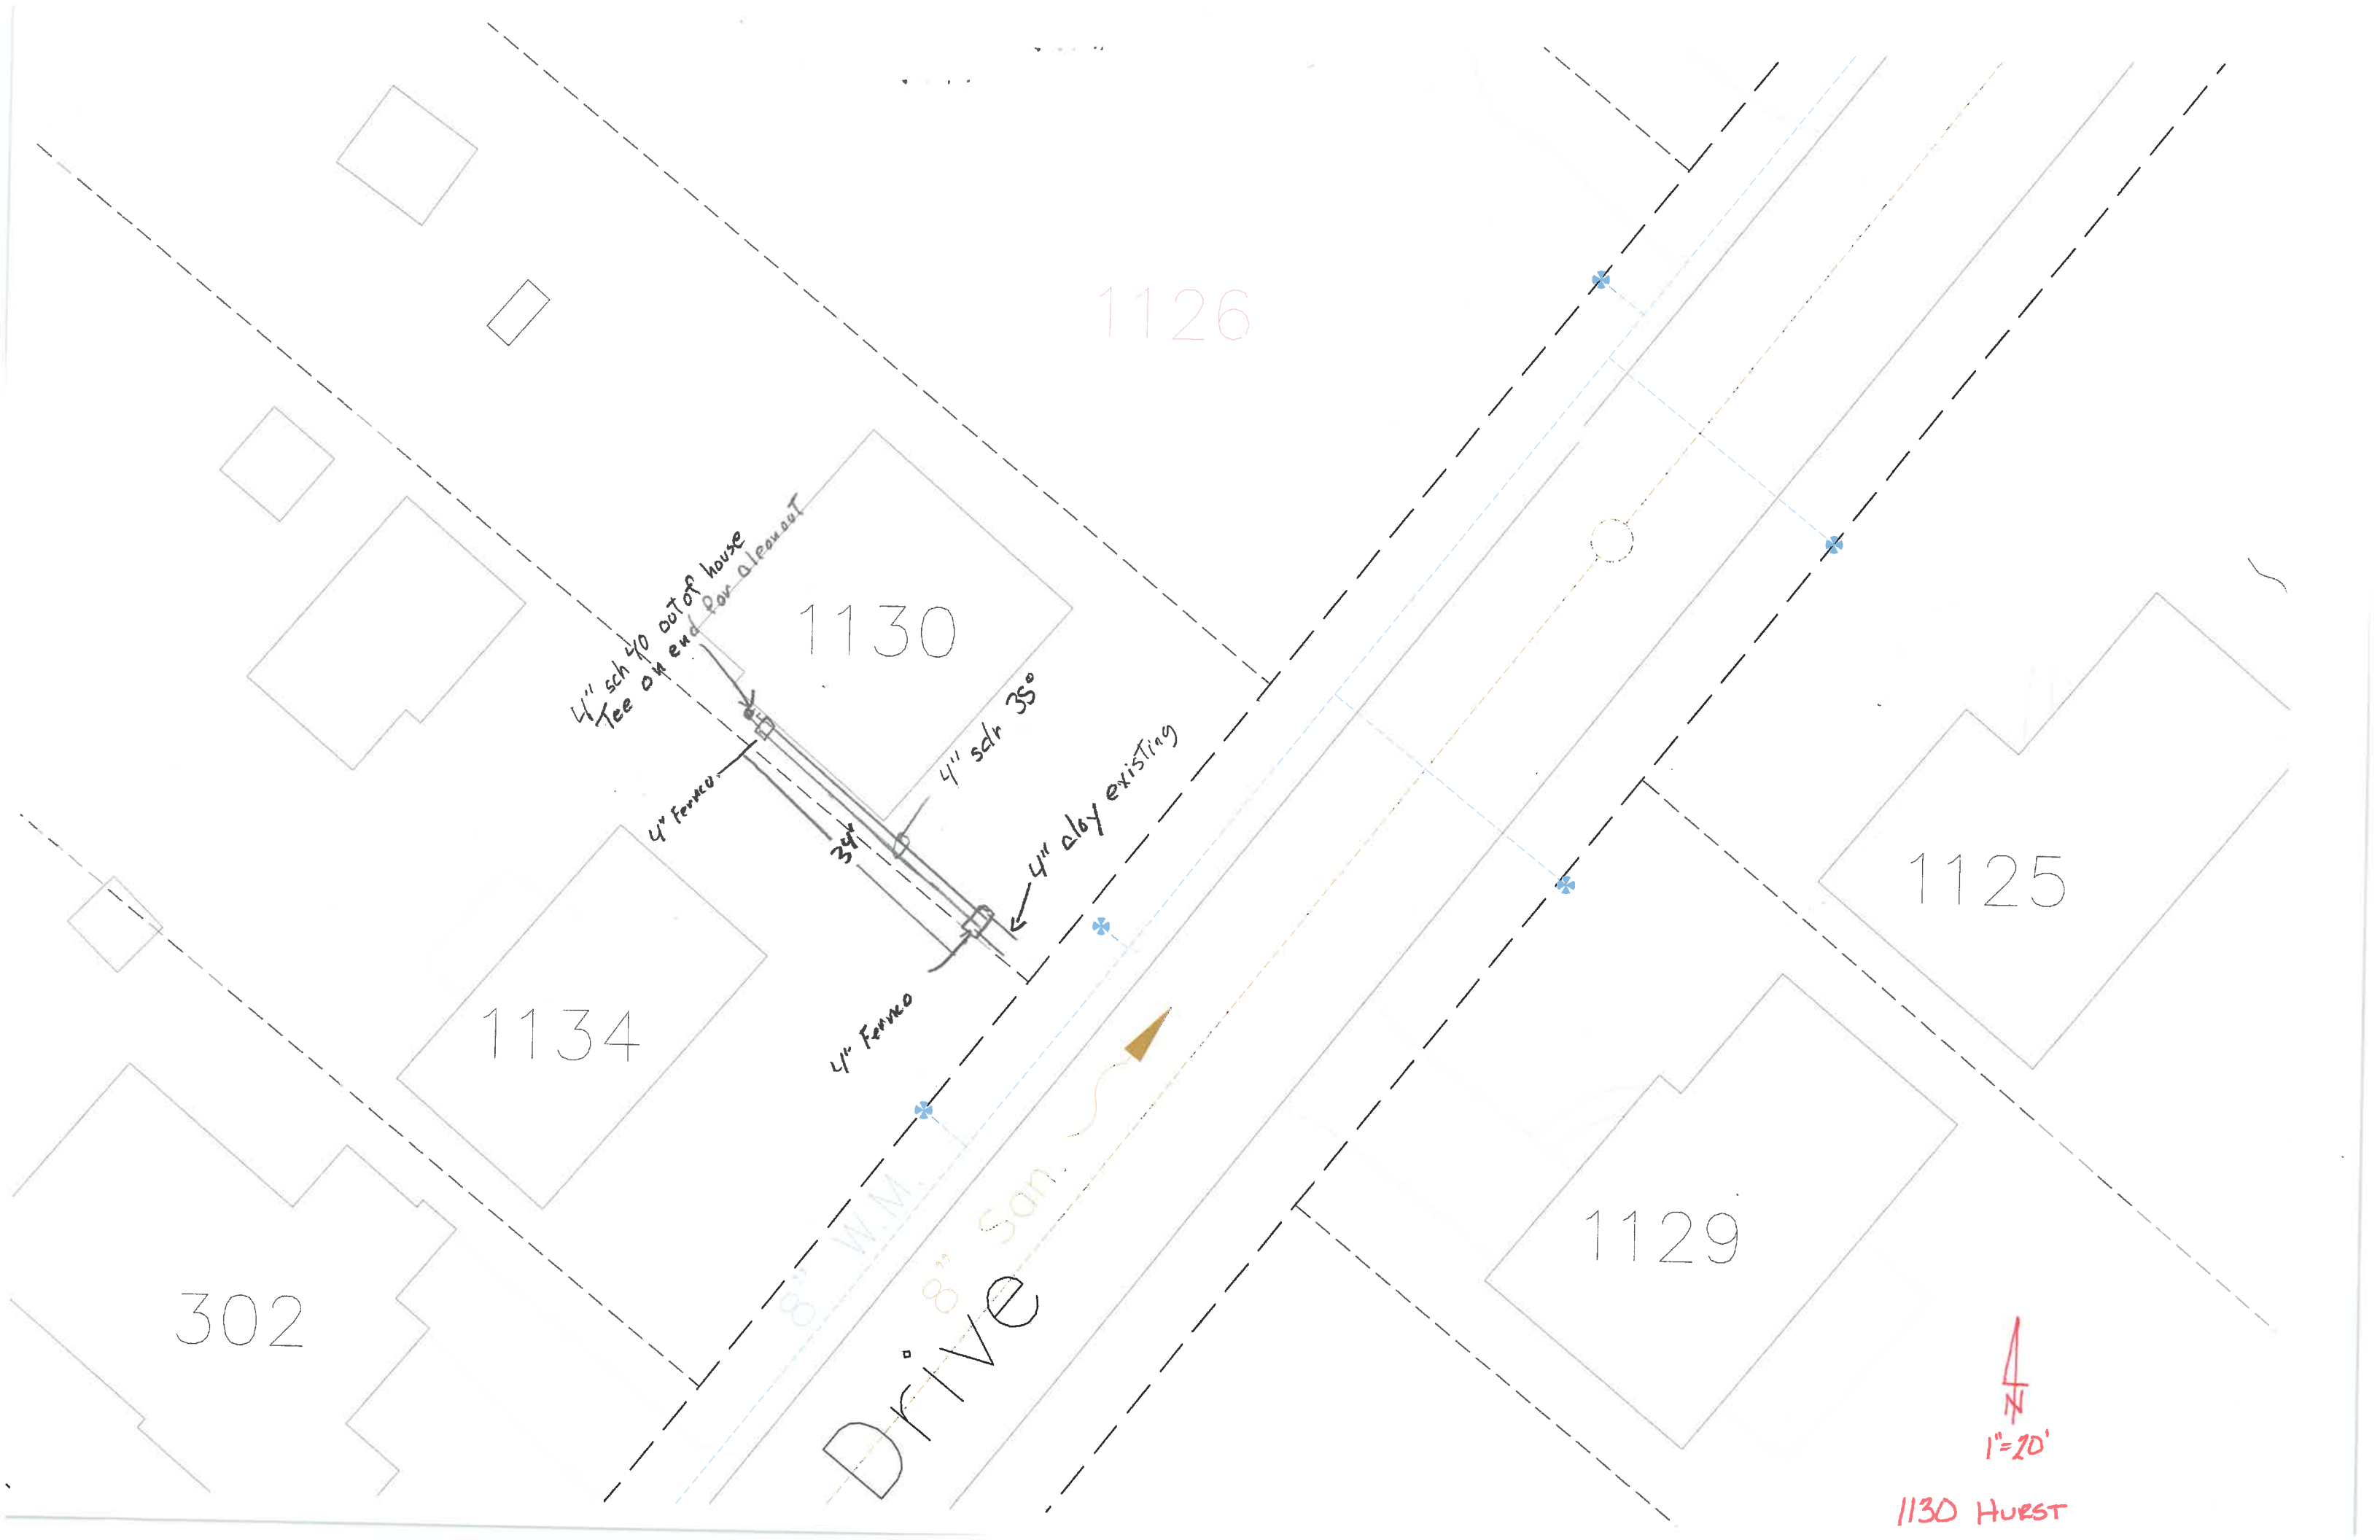 1126
4" sch 40 out of house
Tee on end for cleanout
1130
4" sdr 35°
4" clay existing
4" Fernco
34'
1125
4" Fernco
1134
8" W.M.
8" San.
Drive
1129
302
N
1"=20'
1130 HURST